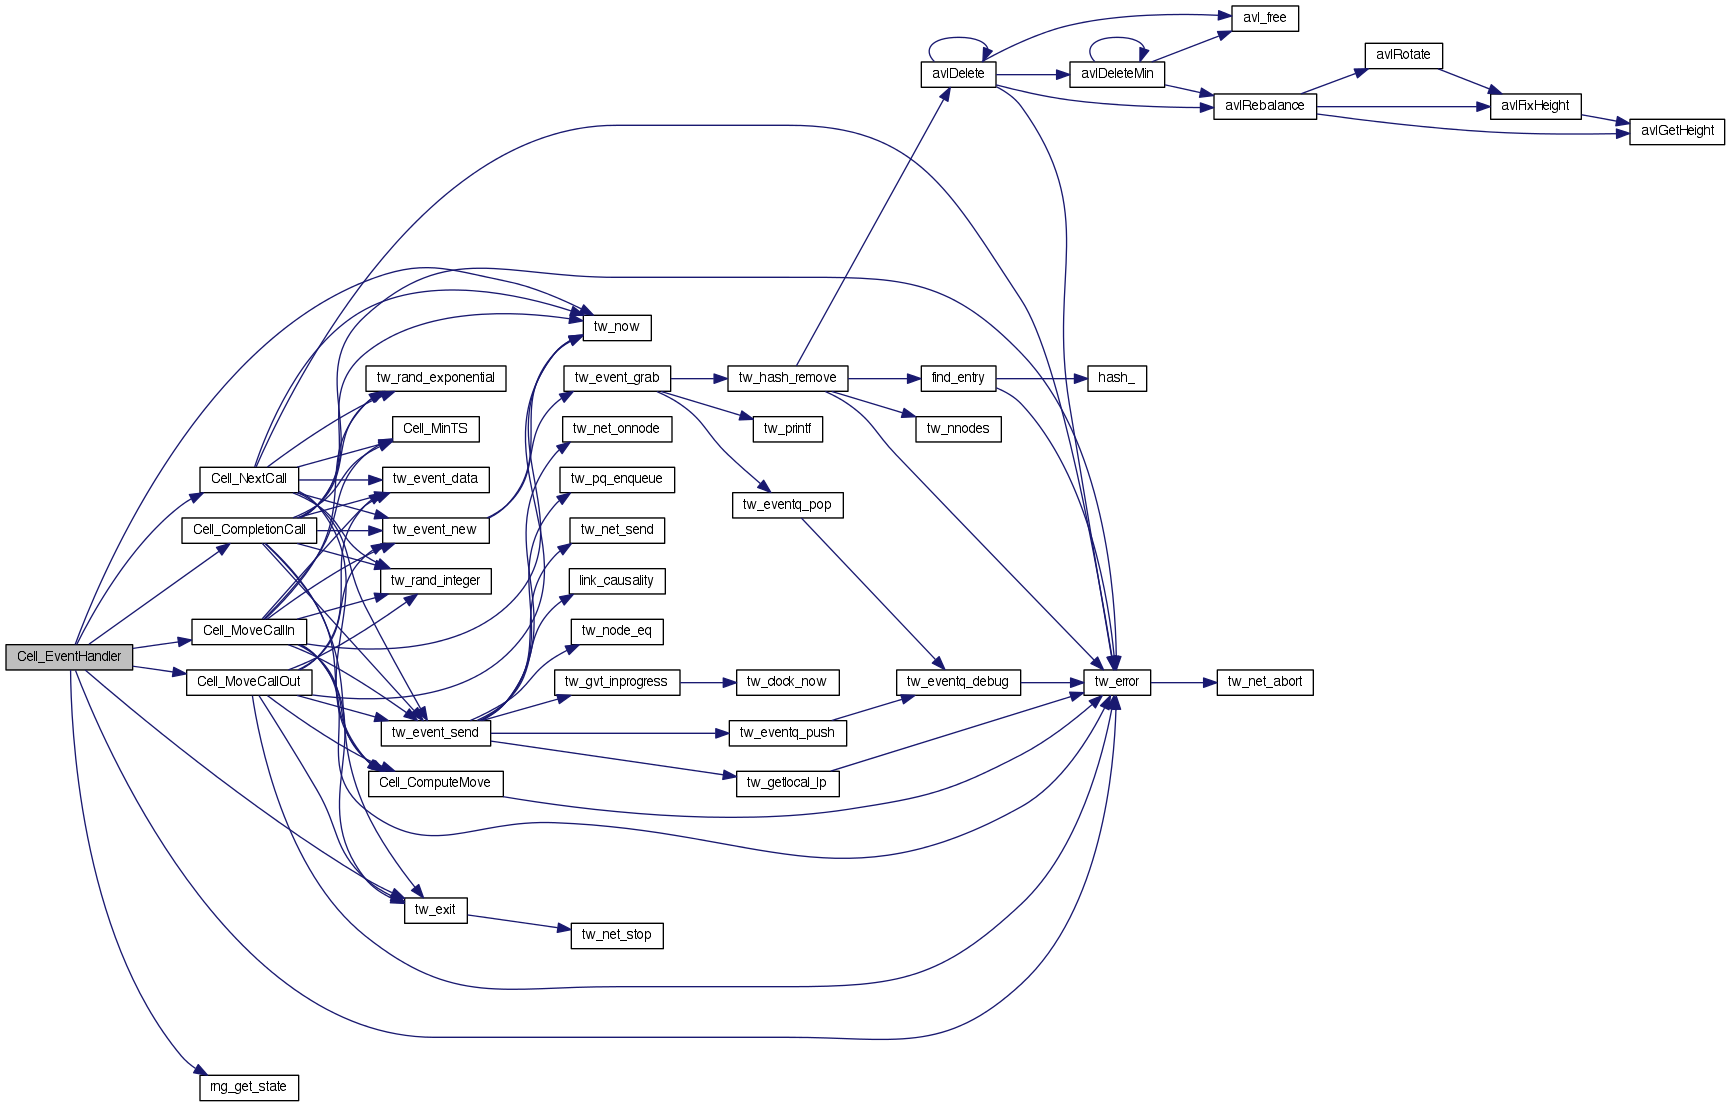 avl_free
avlRotate
avlDelete
avlDeleteMin
avlRebalance
avlFixHeight
avlGetHeight
tw_now
tw_rand_exponential
tw_event_grab
tw_hash_remove
find_entry
hash_
Cell_MinTS
tw_net_onnode
tw_printf
tw_nnodes
Cell_NextCall
tw_event_data
tw_pq_enqueue
tw_eventq_pop
Cell_CompletionCall
tw_event_new
tw_net_send
tw_rand_integer
link_causality
Cell_MoveCallIn
tw_node_eq
Cell_EventHandler
Cell_MoveCallOut
tw_gvt_inprogress
tw_clock_now
tw_eventq_debug
tw_error
tw_net_abort
tw_event_send
tw_eventq_push
Cell_ComputeMove
tw_getlocal_lp
tw_exit
tw_net_stop
rng_get_state